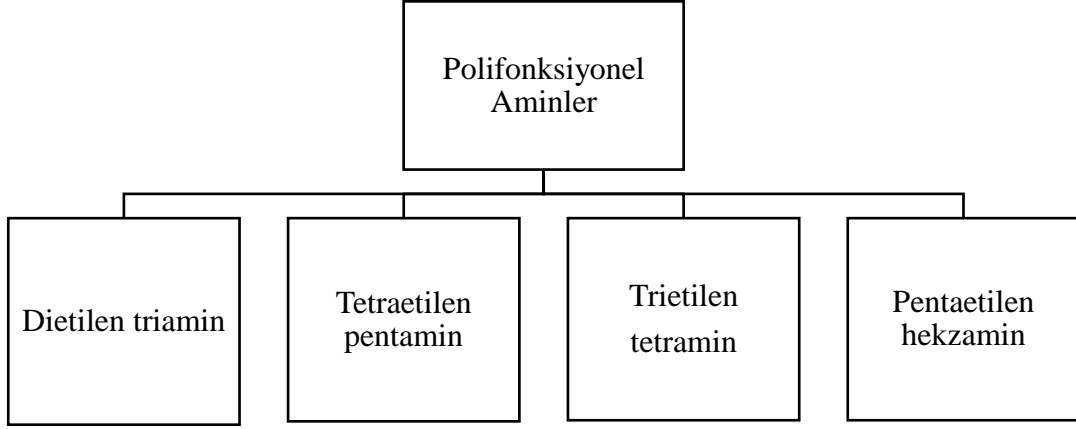 Polifonksiyonel
Aminler
Dietilen triamin
Tetraetilen
pentamin
Trietilen
tetramin
Pentaetilen
hekzamin